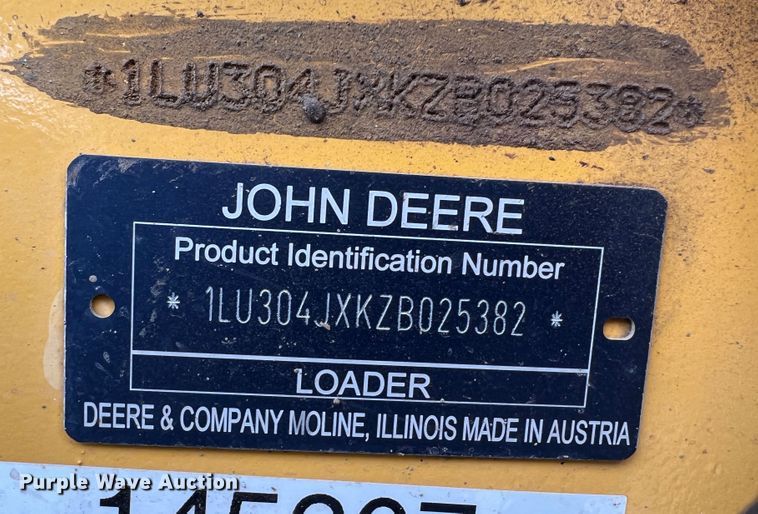 *1LU304JXKZB025382*
JOHN DEERE
Product Identification Number
* 1LU304JXKZB025382 *
LOADER
DEERE & COMPANY MOLINE, ILLINOIS MADE IN AUSTRIA
Purple Wave Auction